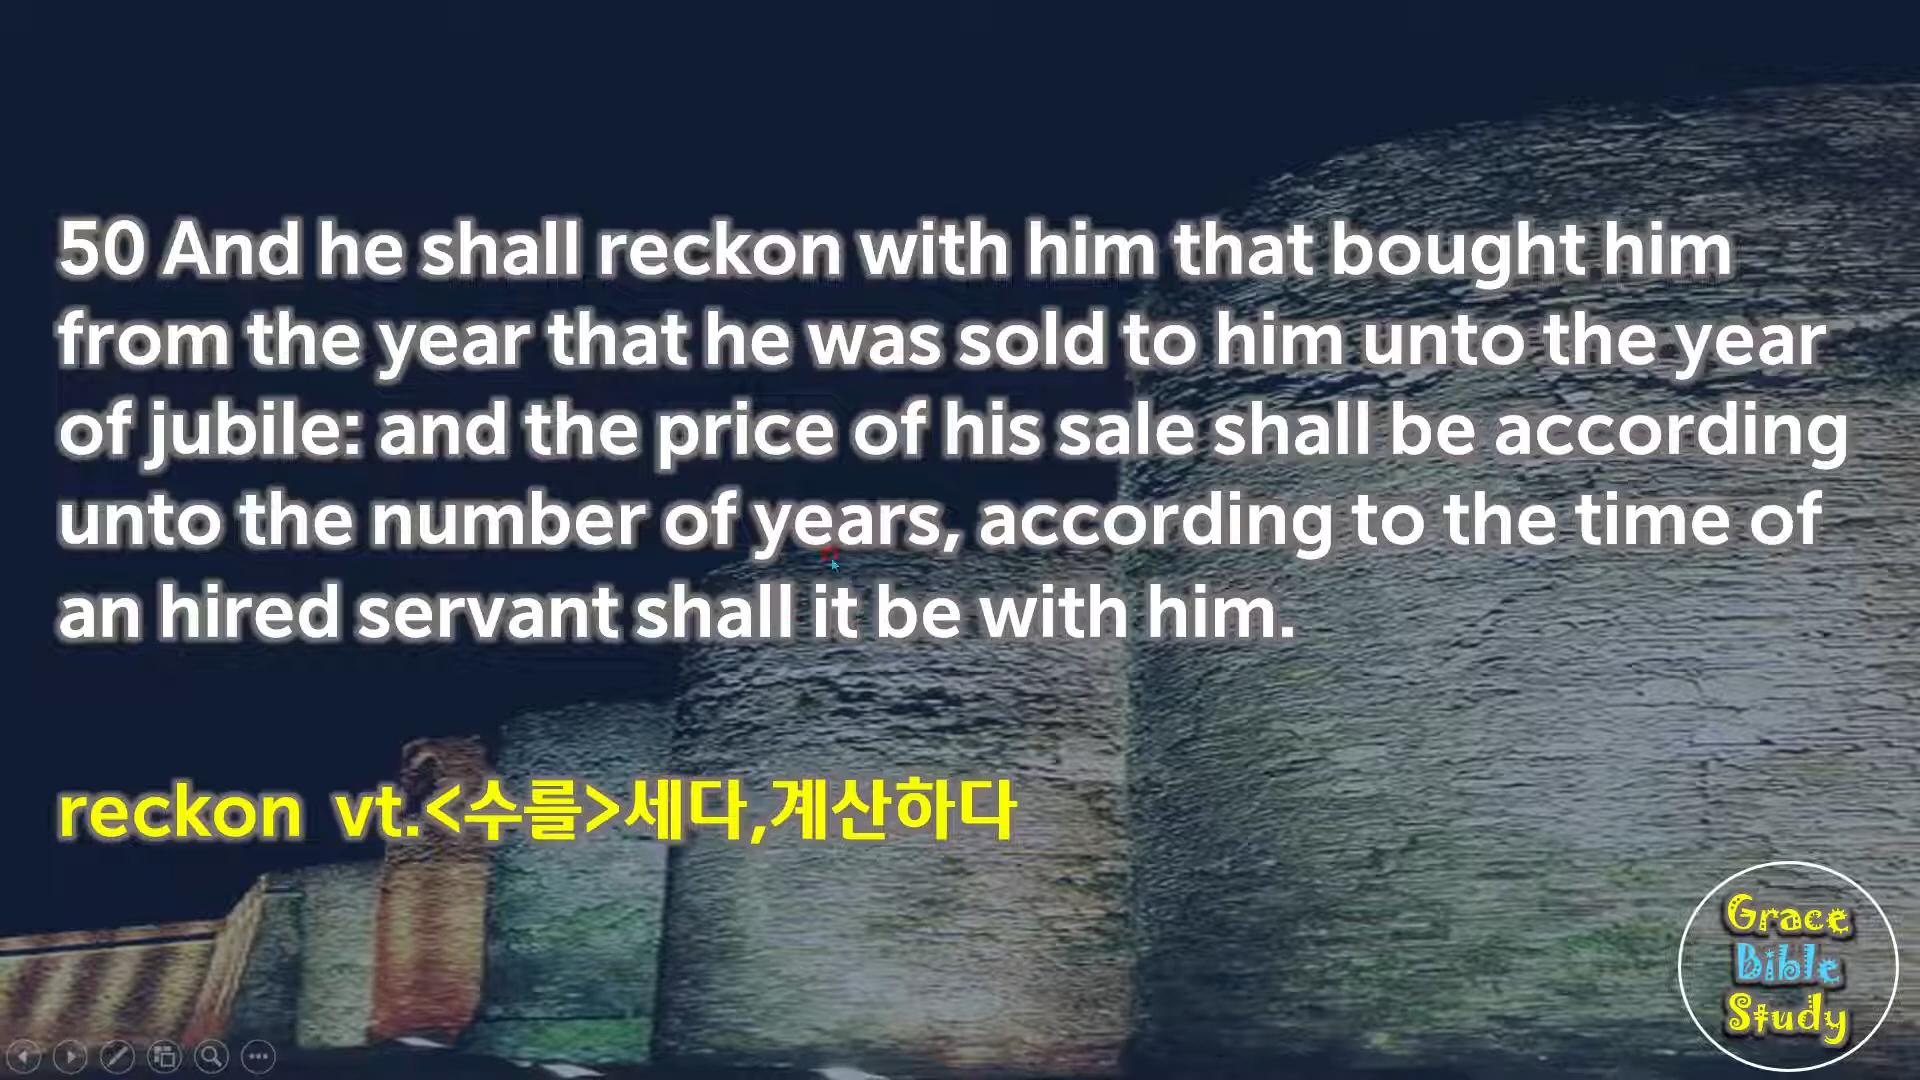 50 And he shall reckon with him that bought him
from the year that he was sold to him unto the year
of jubile: and the price of his sale shall be according
unto the number of years, according to the time of
an hired servant shall it be with him.
reckon vt.<수를>세다,계산하다
Grace
Bible
Study